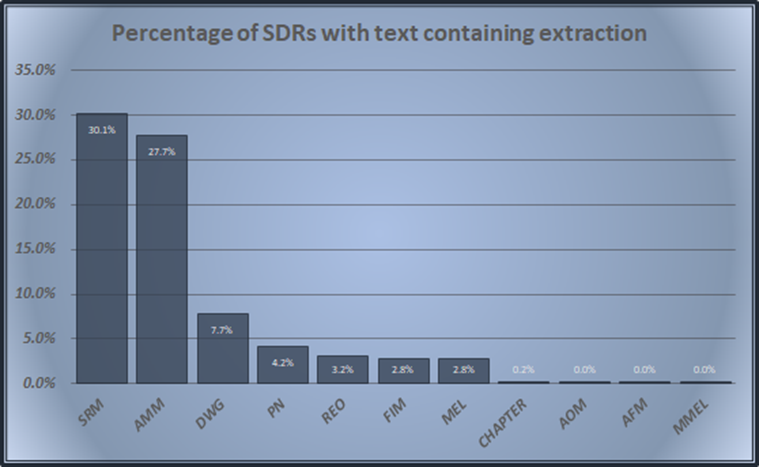 Percentage of SDRs with text containing extraction
35.0%
30.0%
25.0%
20.0%
15.0%
10.0%
5.0%
0.0%
30.1%
27.7%
7.7%
4.2%
3.2%
2.8%
2.8%
0.2%
0.0%
0.0%
0.0%
SRM
AMM
DWG
PN
REO
FIM
MEL
CHAPTER
AOM
AFM
MMEL